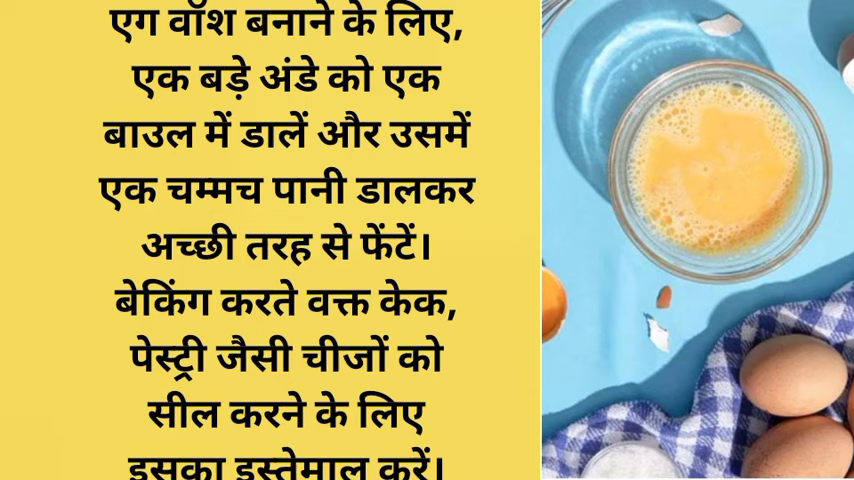 एग वॉश बनाने के लिए,
एक बड़े अंडे को एक
बाउल में डालें और उसमें
एक चम्मच पानी डालकर
अच्छी तरह से फेंटें।
बेकिंग करते वक्त केक,
पेस्ट्री जैसी चीजों को
सील करने के लिए
इसका इस्तेमाल करें।